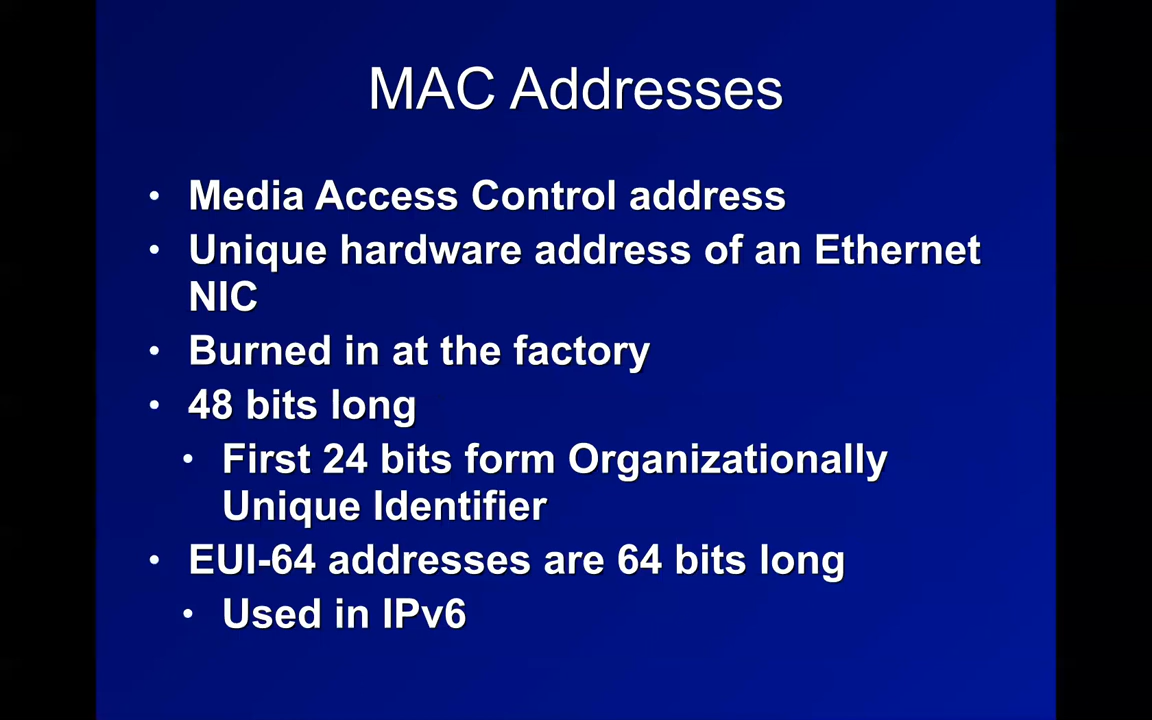 MAC Addresses
• Media Access Control address
• Unique hardware address of an Ethernet
NIC
• Burned in at the factory
• 48 bits long
• First 24 bits form Organizationally
Unique Identifier
• EUI-64 addresses are 64 bits long
• Used in IPv6